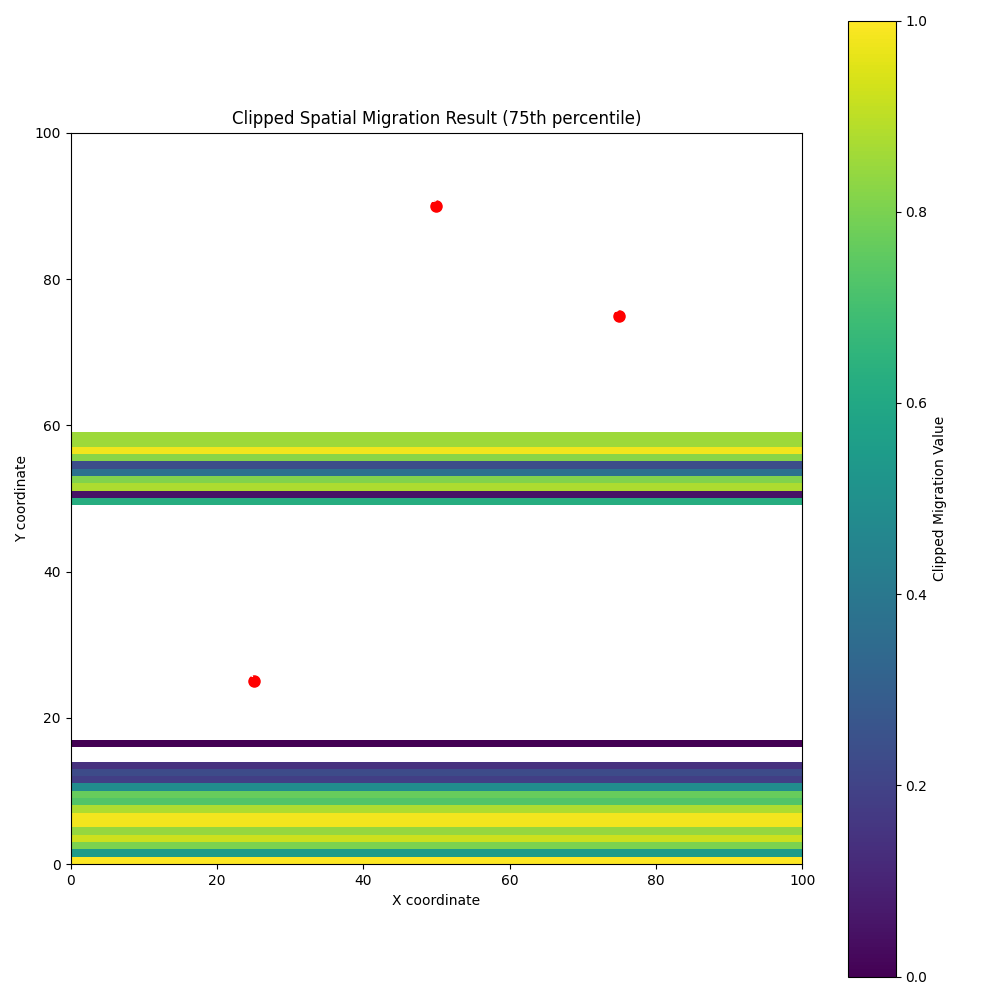 Clipped Spatial Migration Result (75th percentile)
100
80
60
40
20
0
Y coordinate
0 20 40 60 80 100
X coordinate
1.0
0.8
0.6
0.4
0.2
0.0
Clipped Migration Value